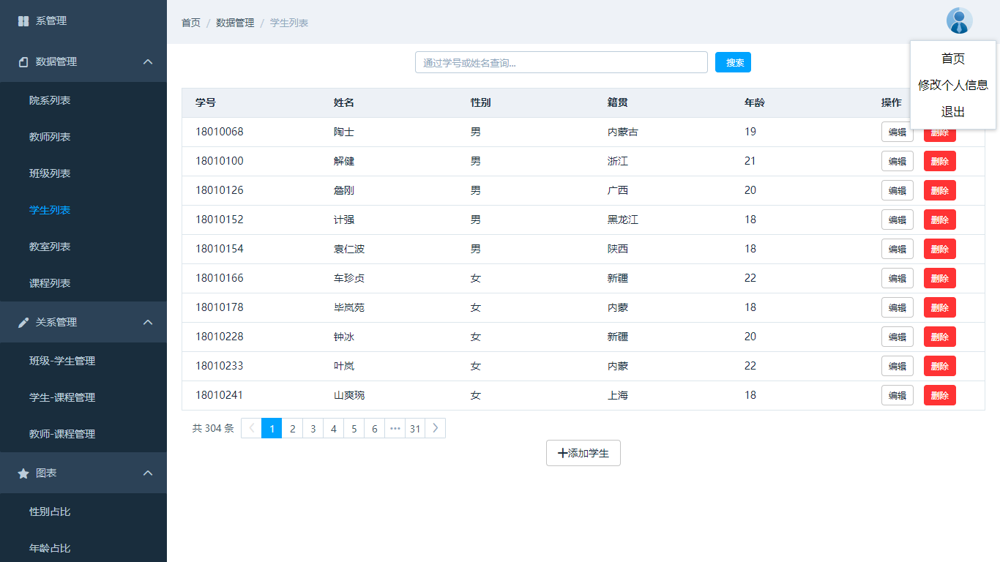 系管理
数据管理
院系列表
教师列表
班级列表
学生列表
教室列表
课程列表
关系管理
班级-学生管理
学生-课程管理
教师-课程管理
图表
性别占比
年龄占比
首页 / 数据管理 / 学生列表
首页
修改个人信息
退出
通过学号或姓名查询... 搜索
学号 姓名 性别 籍贯 年龄 操作
18010068 陶士 男 内蒙古 19 编辑 删除
18010100 解健 男 浙江 21 编辑 删除
18010126 詹刚 男 广西 20 编辑 删除
18010152 计强 男 黑龙江 18 编辑 删除
18010154 袁仁波 男 陕西 18 编辑 删除
18010166 车珍贞 女 新疆 22 编辑 删除
18010178 毕岚苑 女 内蒙 18 编辑 删除
18010228 钟冰 女 新疆 20 编辑 删除
18010233 叶岚 女 内蒙 22 编辑 删除
18010241 山爽琬 女 上海 18 编辑 删除
共 304 条 1 2 3 4 5 6 ••• 31
添加学生